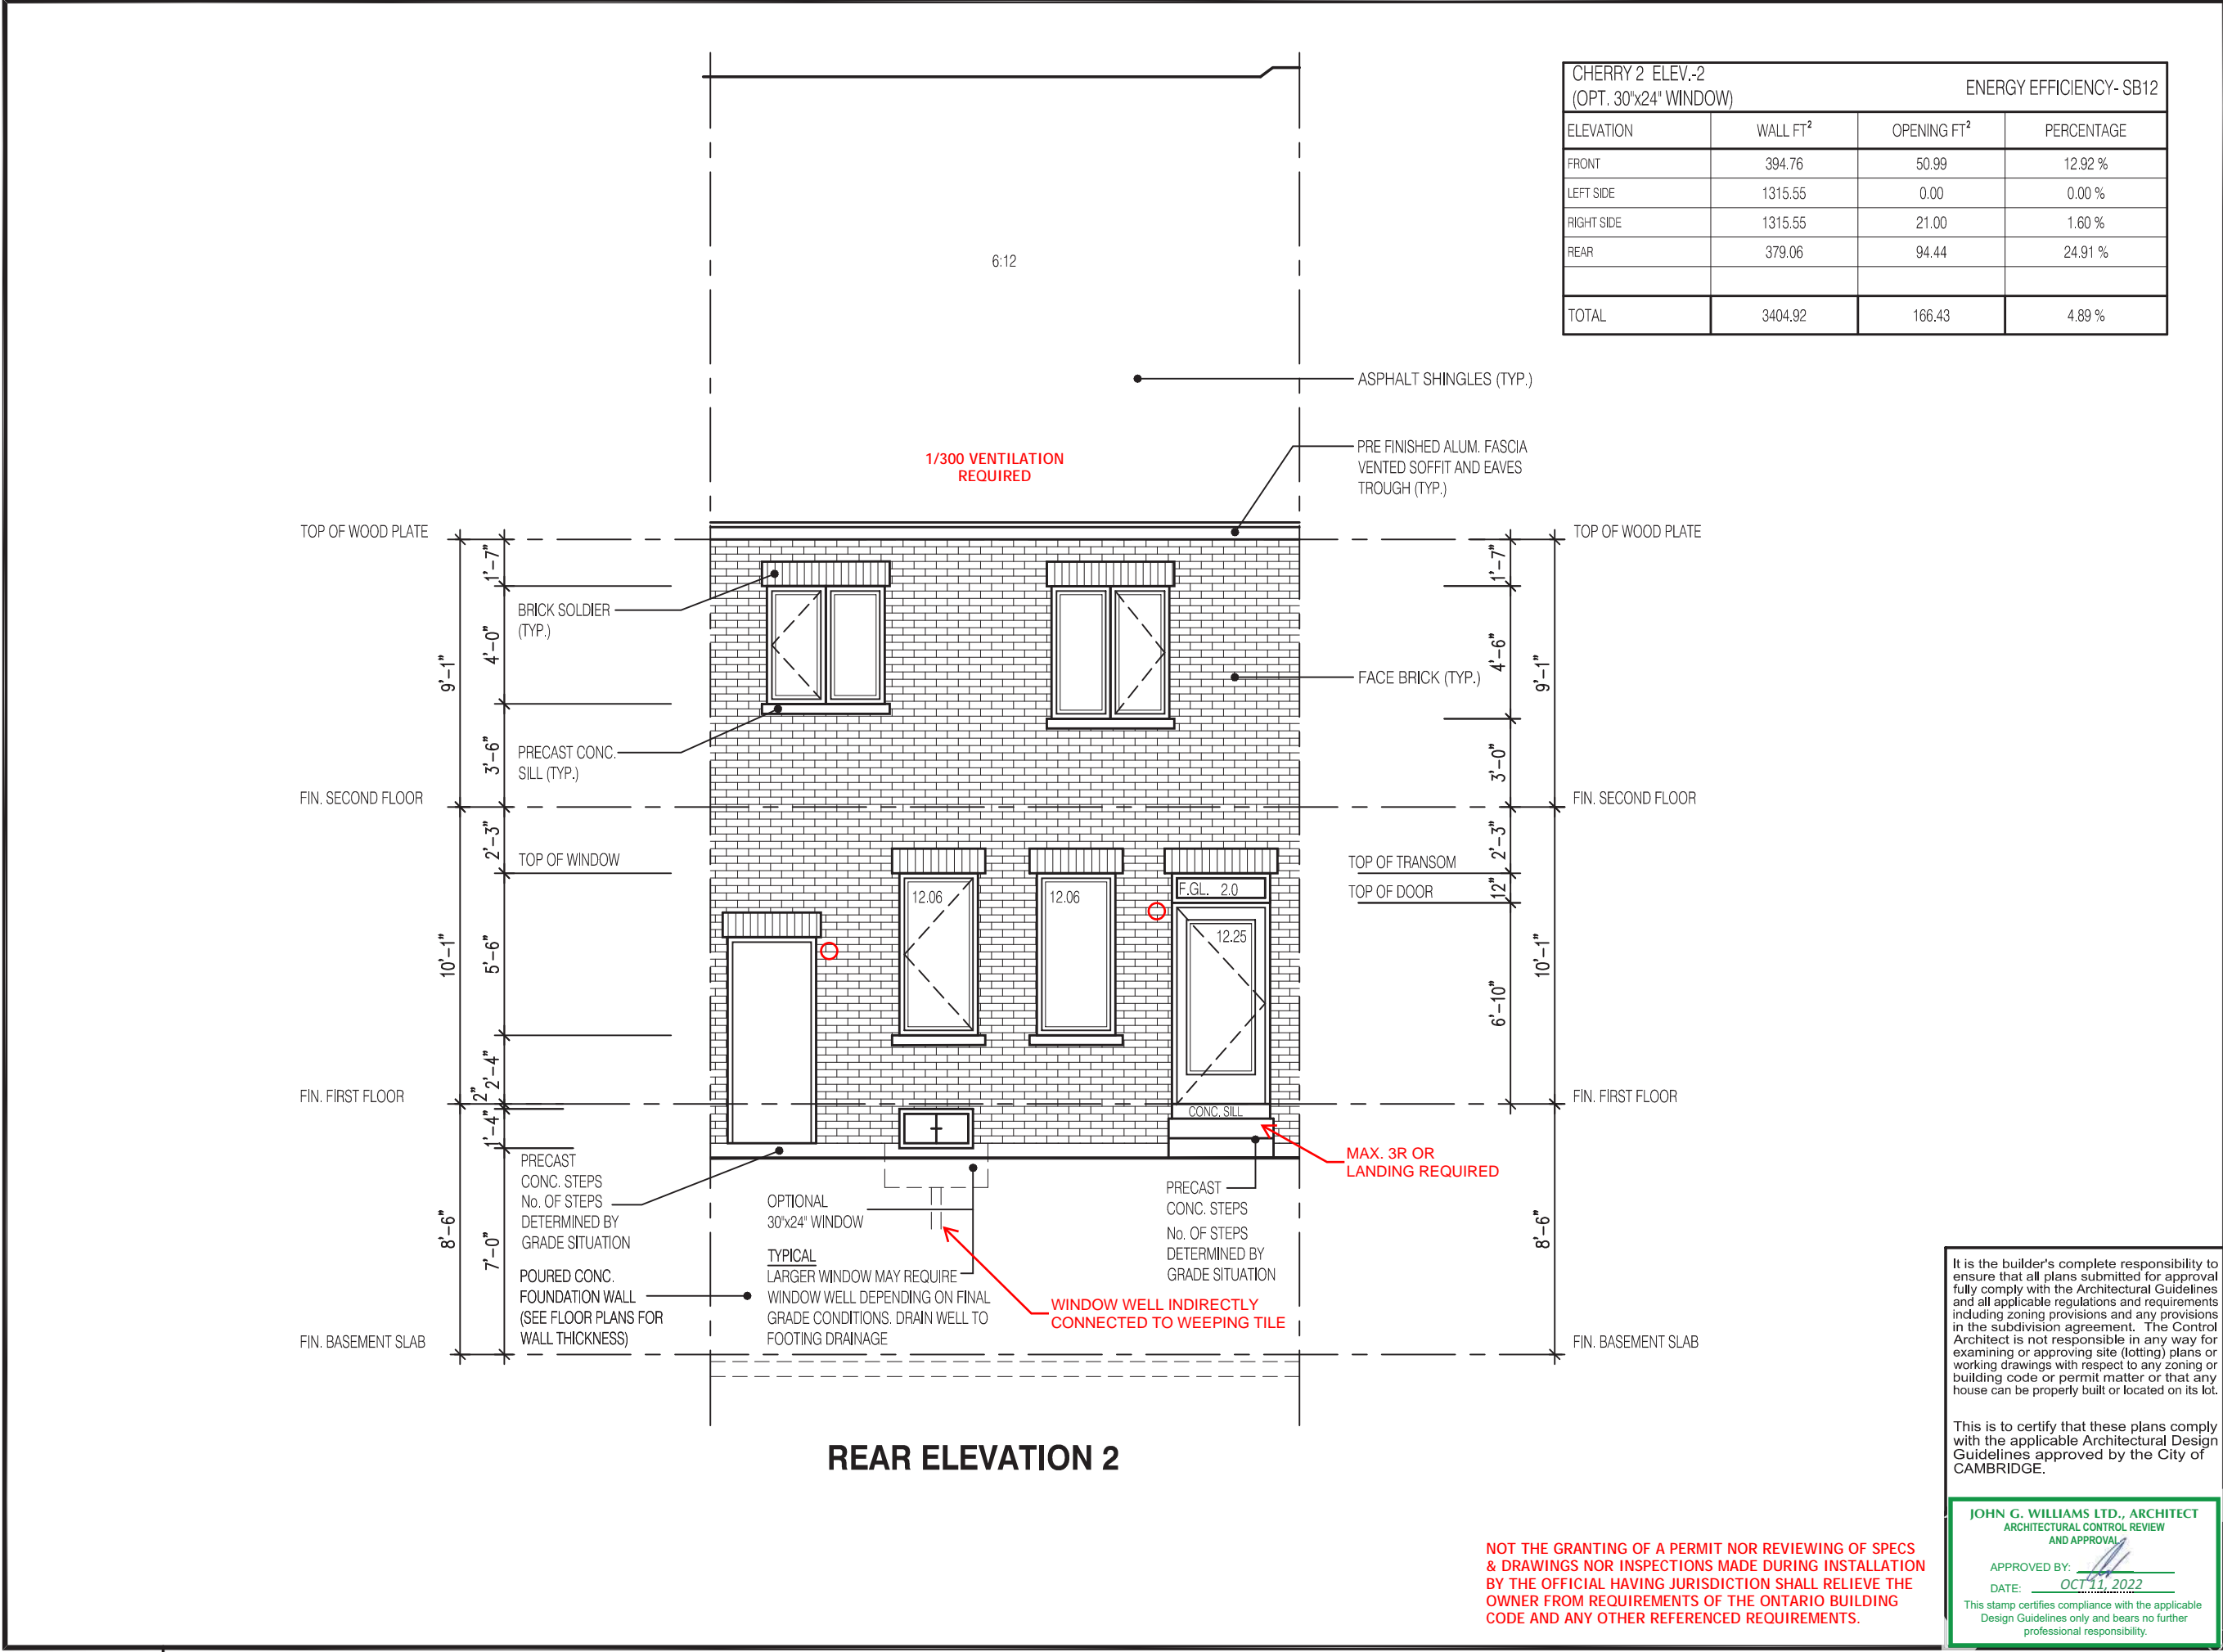 CHERRY 2 ELEV.-2
(OPT. 30"x24" WINDOW)
ENERGY EFFICIENCY- SB12
ELEVATION WALL FT² OPENING FT² PERCENTAGE
FRONT 394.76 50.99 12.92 %
LEFT SIDE 1315.55 0.00 0.00 %
RIGHT SIDE 1315.55 21.00 1.60 %
REAR 379.06 94.44 24.91 %
TOTAL 3404.92 166.43 4.89 %
6:12
ASPHALT SHINGLES (TYP.)
1/300 VENTILATION
REQUIRED
PRE FINISHED ALUM. FASCIA
VENTED SOFFIT AND EAVES
TROUGH (TYP.)
TOP OF WOOD PLATE
TOP OF WOOD PLATE
1'-7"
4'-0"
3'-6"
9'-1"
BRICK SOLDIER
(TYP.)
PRECAST CONC.
SILL (TYP.)
1'-7"
4'-6"
3'-0"
9'-1"
FACE BRICK (TYP.)
FIN. SECOND FLOOR
FIN. SECOND FLOOR
2'-3"
TOP OF WINDOW
5'-6"
10'-1"
2'-4"
12.06
12.06
F.GL. 2.0
12.25
TOP OF TRANSOM
TOP OF DOOR
2'-3"
12"
6'-10"
10'-1"
FIN. FIRST FLOOR
FIN. FIRST FLOOR
2"
1'-4"
CONC. SILL
MAX. 3R OR
LANDING REQUIRED
PRECAST
CONC. STEPS
No. OF STEPS
DETERMINED BY
GRADE SITUATION
8'-6"
7'-0"
POURED CONC.
FOUNDATION WALL
(SEE FLOOR PLANS FOR
WALL THICKNESS)
OPTIONAL
30"x24" WINDOW
TYPICAL
LARGER WINDOW MAY REQUIRE
WINDOW WELL DEPENDING ON FINAL
GRADE CONDITIONS. DRAIN WELL TO
FOOTING DRAINAGE
PRECAST
CONC. STEPS
No. OF STEPS
DETERMINED BY
GRADE SITUATION
8'-6"
WINDOW WELL INDIRECTLY
CONNECTED TO WEEPING TILE
FIN. BASEMENT SLAB
FIN. BASEMENT SLAB
REAR ELEVATION 2
It is the builder's complete responsibility to
ensure that all plans submitted for approval
fully comply with the Architectural Guidelines
and all applicable regulations and requirements
including zoning provisions and any provisions
in the subdivision agreement. The Control
Architect is not responsible in any way for
examining or approving site (lotting) plans or
working drawings with respect to any zoning or
building code or permit matter or that any
house can be properly built or located on its lot.
This is to certify that these plans comply
with the applicable Architectural Design
Guidelines approved by the City of
CAMBRIDGE.
JOHN G. WILLIAMS LTD., ARCHITECT
ARCHITECTURAL CONTROL REVIEW
AND APPROVAL
APPROVED BY:
DATE: OCT 11, 2022
This stamp certifies compliance with the applicable
Design Guidelines only and bears no further
professional responsibility.
NOT THE GRANTING OF A PERMIT NOR REVIEWING OF SPECS
& DRAWINGS NOR INSPECTIONS MADE DURING INSTALLATION
BY THE OFFICIAL HAVING JURISDICTION SHALL RELIEVE THE
OWNER FROM REQUIREMENTS OF THE ONTARIO BUILDING
CODE AND ANY OTHER REFERENCED REQUIREMENTS.